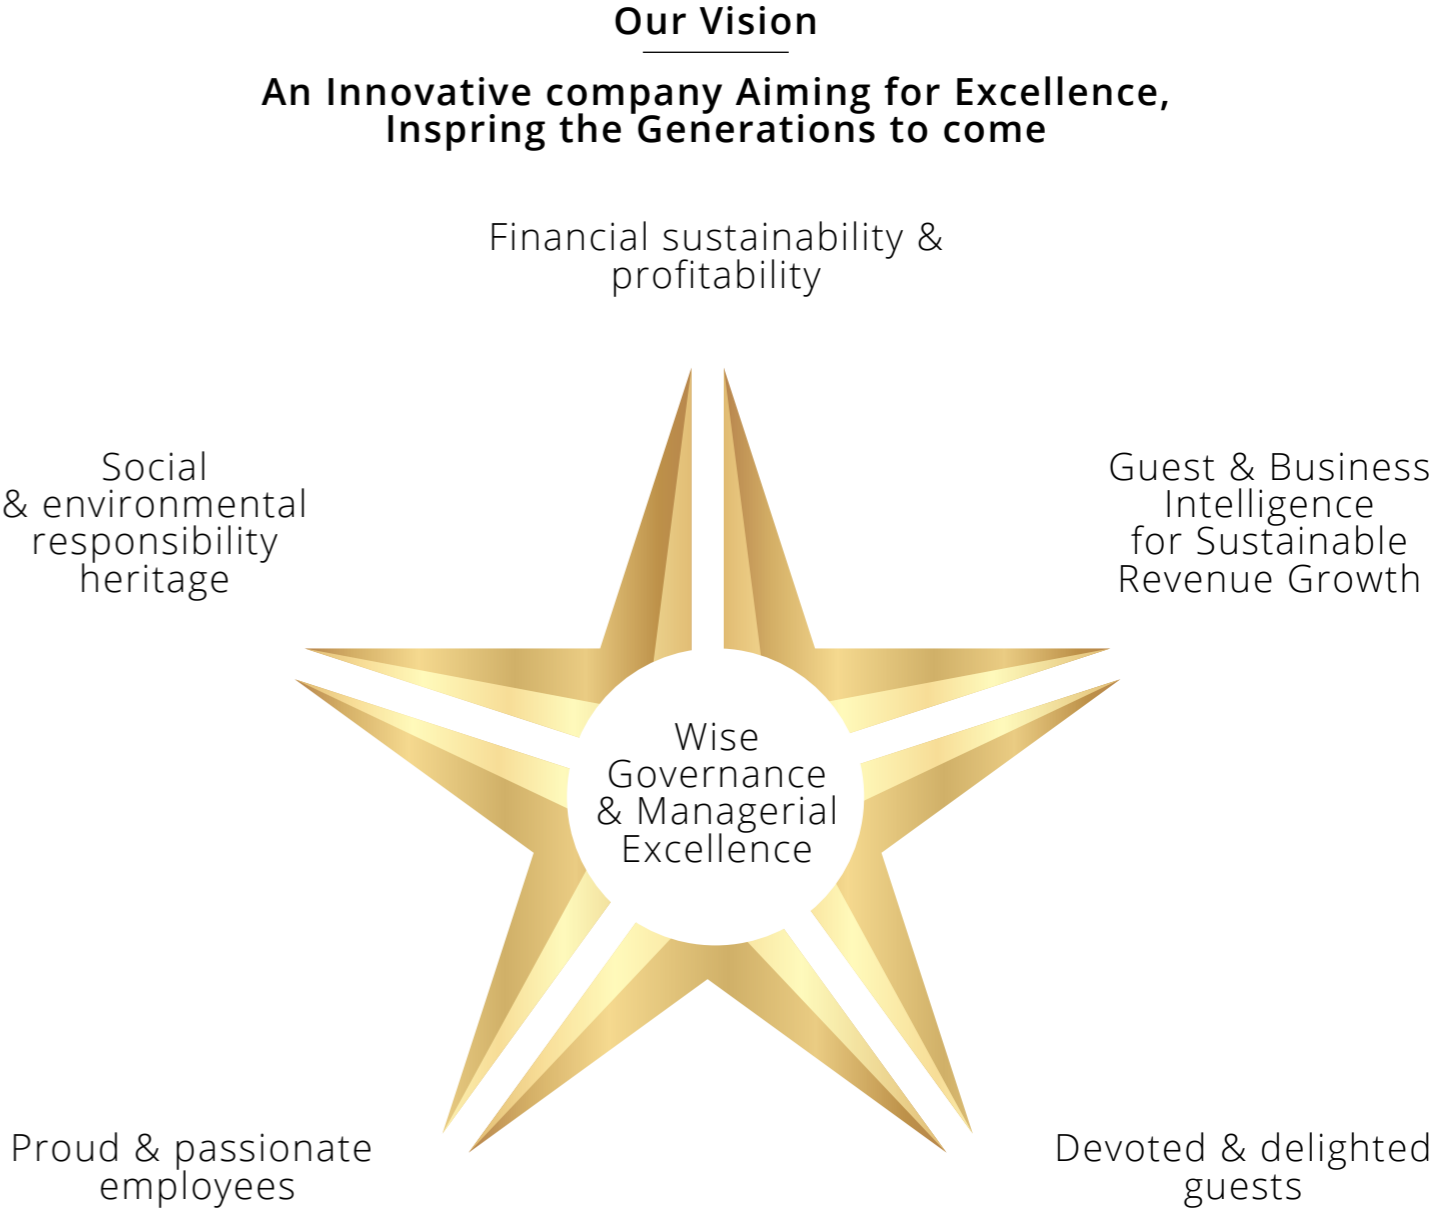 Our Vision
An Innovative company Aiming for Excellence,
Inspring the Generations to come
Financial sustainability &
profitability
Social
& environmental
responsibility
heritage
Guest & Business
Intelligence
for Sustainable
Revenue Growth
Wise
Governance
& Managerial
Excellence
Proud & passionate
employees
Devoted & delighted
guests